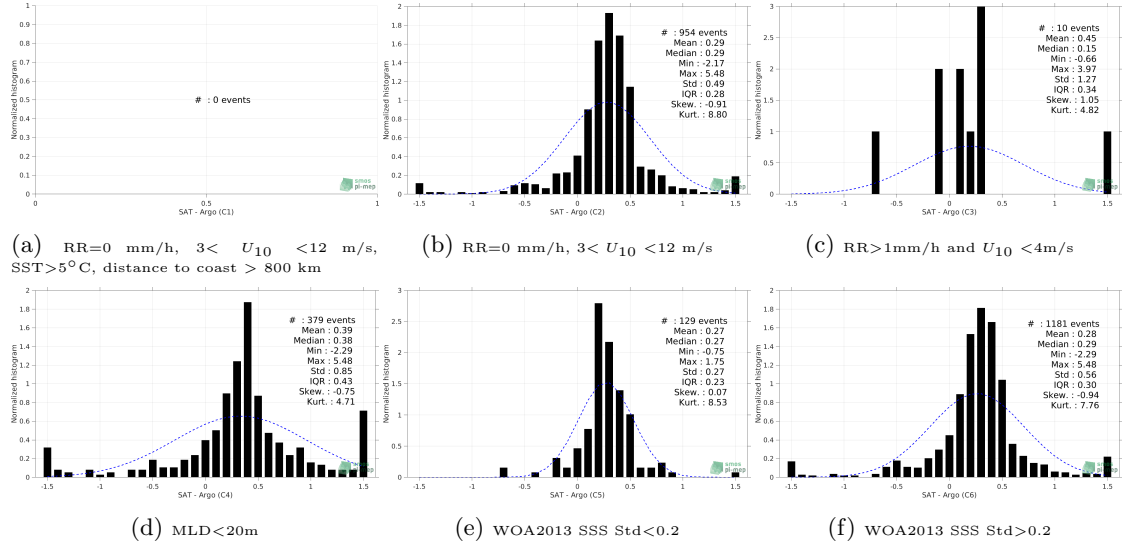 Normalized histogram
1
0.9
0.8
0.7
0.6
0.5
0.4
0.3
0.2
0.1
0
# : 0 events
smos
pi-mep
0 0.5 1
SAT - Argo (C1)
(a) RR=0 mm/h, 3< U10 <12 m/s,
SST>5°C, distance to coast > 800 km
Normalized histogram
2
1.8
1.6
1.4
1.2
1
0.8
0.6
0.4
0.2
0
# : 954 events
Mean : 0.29
Median : 0.29
Min : -2.17
Max : 5.48
Std : 0.49
IQR : 0.28
Skew. : -0.91
Kurt. : 8.80
smos
pi-mep
-1.5 -1 -0.5 0 0.5 1 1.5
SAT - Argo (C2)
(b) RR=0 mm/h, 3< U10 <12 m/s
Normalized histogram
3
2.5
2
1.5
1
0.5
0
# : 10 events
Mean : 0.45
Median : 0.15
Min : -0.66
Max : 3.97
Std : 1.27
IQR : 0.34
Skew. : 1.05
Kurt. : 4.82
smos
pi-mep
-1.5 -1 -0.5 0 0.5 1 1.5
SAT - Argo (C3)
(c) RR>1mm/h and U10 <4m/s
Normalized histogram
2
1.8
1.6
1.4
1.2
1
0.8
0.6
0.4
0.2
0
# : 379 events
Mean : 0.39
Median : 0.38
Min : -2.29
Max : 5.48
Std : 0.85
IQR : 0.43
Skew. : -0.75
Kurt. : 4.71
smos
pi-mep
-1.5 -1 -0.5 0 0.5 1 1.5
SAT - Argo (C4)
(d) MLD<20m
Normalized histogram
3
2.5
2
1.5
1
0.5
0
# : 129 events
Mean : 0.27
Median : 0.27
Min : -0.75
Max : 1.75
Std : 0.27
IQR : 0.23
Skew. : 0.07
Kurt. : 8.53
smos
pi-mep
-1.5 -1 -0.5 0 0.5 1 1.5
SAT - Argo (C5)
(e) WOA2013 SSS Std<0.2
Normalized histogram
2
1.8
1.6
1.4
1.2
1
0.8
0.6
0.4
0.2
0
# : 1181 events
Mean : 0.28
Median : 0.29
Min : -2.29
Max : 5.48
Std : 0.56
IQR : 0.30
Skew. : -0.94
Kurt. : 7.76
smos
pi-mep
-1.5 -1 -0.5 0 0.5 1 1.5
SAT - Argo (C6)
(f) WOA2013 SSS Std>0.2